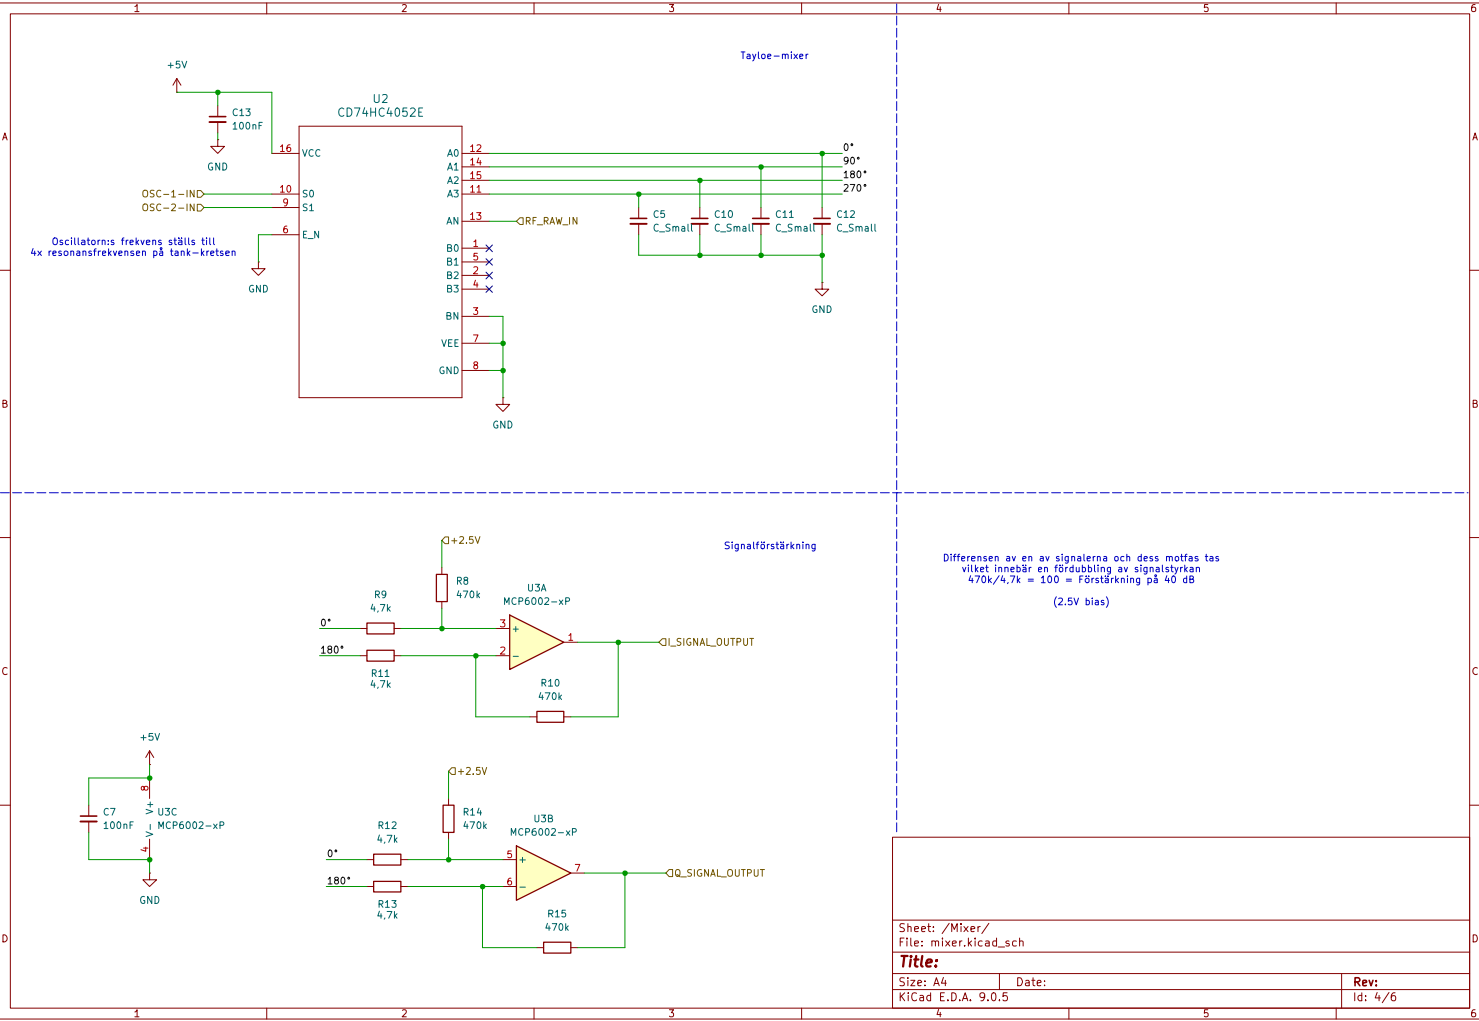 1 2 3 4 5 6
A
B
C
D
A
B
C
D
1 2 3 4 5 6
Tayloe-mixer
+5V
C13
100nF
GND
U2
CD74HC4052E
16 VCC
OSC-1-IN 10 S0
OSC-2-IN 9 S1
6 E_N
GND
Oscillatorn:s frekvens ställs till
4x resonansfrekvensen på tank-kretsen
A0 12
A1 14
A2 15
A3 11
AN 13 RF_RAW_IN
B0 1
B1 5
B2 2
B3 4
BN 3
VEE 7
GND 8
GND
0°
90°
180°
270°
C5
C_Small
C10
C_Small
C11
C_Small
C12
C_Small
GND
Signalförstärkning
+2.5V
R8
470k
R9
4,7k
0°
180°
R11
4,7k
U3A
MCP6002-xP
3 +
2 -
1
I_SIGNAL_OUTPUT
R10
470k
Differensen av en av signalerna och dess motfas tas
vilket innebär en fördubbling av signalstyrkan
470k/4,7k = 100 = Förstärkning på 40 dB
(2.5V bias)
+5V
C7
100nF
8 V+
V- 4
U3C
MCP6002-xP
GND
+2.5V
R14
470k
R12
4,7k
0°
180°
R13
4,7k
U3B
MCP6002-xP
5 +
6 -
7
Q_SIGNAL_OUTPUT
R15
470k
Sheet: /Mixer/
File: mixer.kicad_sch
Title:
Size: A4 Date: Rev:
KiCad E.D.A. 9.0.5 Id: 4/6